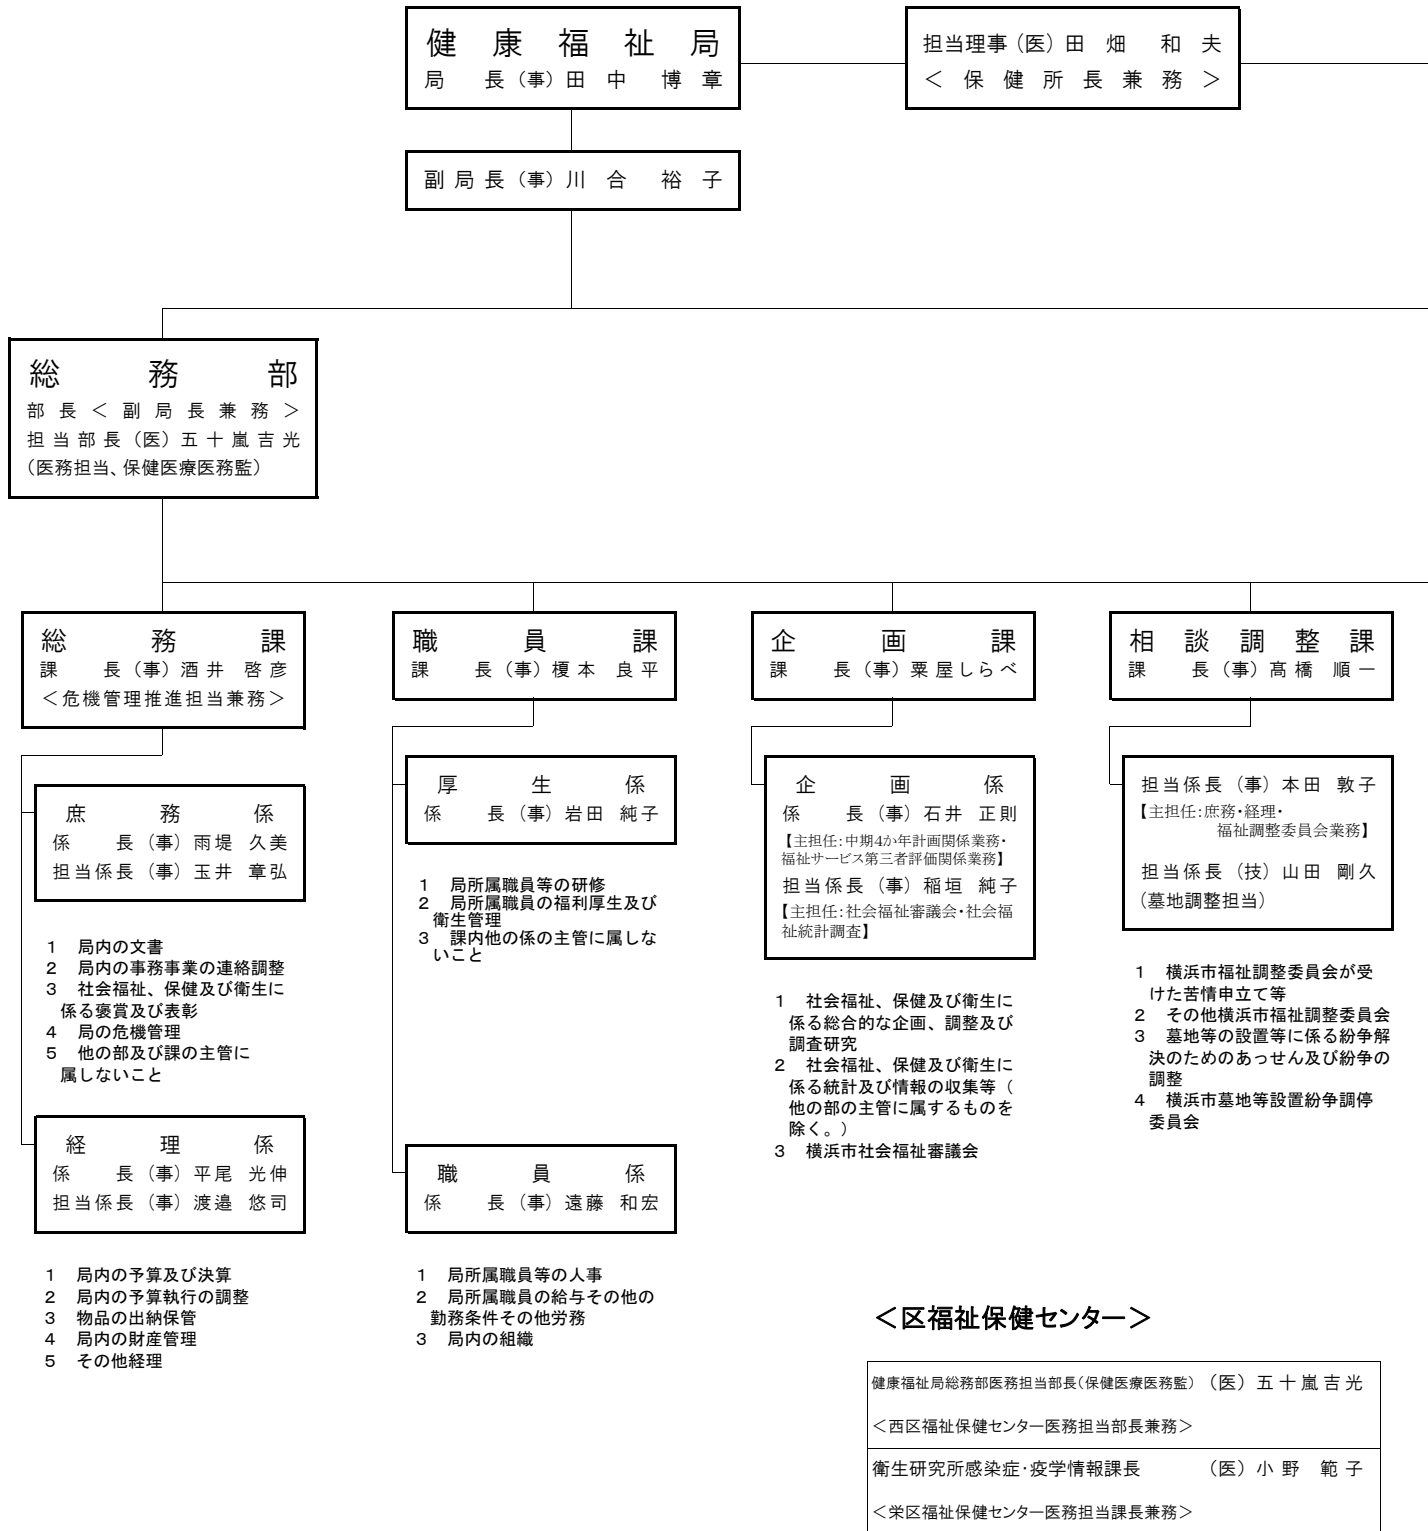 健康福祉局
局長（事）田中 博章
担当理事（医）田畑 和夫
＜保健所長兼務＞
副局長（事）川合 裕子
総務部
部長＜副局長兼務＞
担当部長（医）五十嵐吉光
（医務担当、保健医療医務監）
総務課
課長（事）酒井 啓彦
＜危機管理推進担当兼務＞
庶務係
係長（事）雨堤 久美
担当係長（事）玉井 章弘
1 局内の文書
2 局内の事務事業の連絡調整
3 社会福祉、保健及び衛生に
係る褒賞及び表彰
4 局の危機管理
5 他の部及び課の主管に
属しないこと
経理係
係長（事）平尾 光伸
担当係長（事）渡邉 悠司
1 局内の予算及び決算
2 局内の予算執行の調整
3 物品の出納保管
4 局内の財産管理
5 その他経理
職員課
課長（事）榎本 良平
厚生係
係長（事）岩田 純子
1 局所属職員等の研修
2 局所属職員の福利厚生及び
衛生管理
3 課内他の係の主管に属しな
いこと
職員係
係長（事）遠藤 和宏
1 局所属職員等の人事
2 局所属職員の給与その他の
勤務条件その他労務
3 局内の組織
企画課
課長（事）粟屋しらべ
企画係
係長（事）石井 正則
【主担任：中期4か年計画関係業務・
福祉サービス第三者評価関係業務】
担当係長（事）稲垣 純子
【主担任：社会福祉審議会・社会福
祉統計調査】
1 社会福祉、保健及び衛生に
係る総合的な企画、調整及び
調査研究
2 社会福祉、保健及び衛生に
係る統計及び情報の収集等（
他の部の主管に属するものを
除く。）
3 横浜市社会福祉審議会
相談調整課
課長（事）髙橋 順一
担当係長（事）本田 敦子
【主担任：庶務・経理・
福祉調整委員会業務】
担当係長（技）山田 剛久
（墓地調整担当）
1 横浜市福祉調整委員会が受
けた苦情申立て等
2 その他横浜市福祉調整委員会
3 墓地等の設置等に係る紛争解
決のためのあっせん及び紛争の
調整
4 横浜市墓地等設置紛争調停
委員会
＜区福祉保健センター＞
健康福祉局総務部医務担当部長（保健医療医務監）（医）五十嵐吉光
＜西区福祉保健センター医務担当部長兼務＞
衛生研究所感染症・疫学情報課長（医）小野 範子
＜栄区福祉保健センター医務担当課長兼務＞